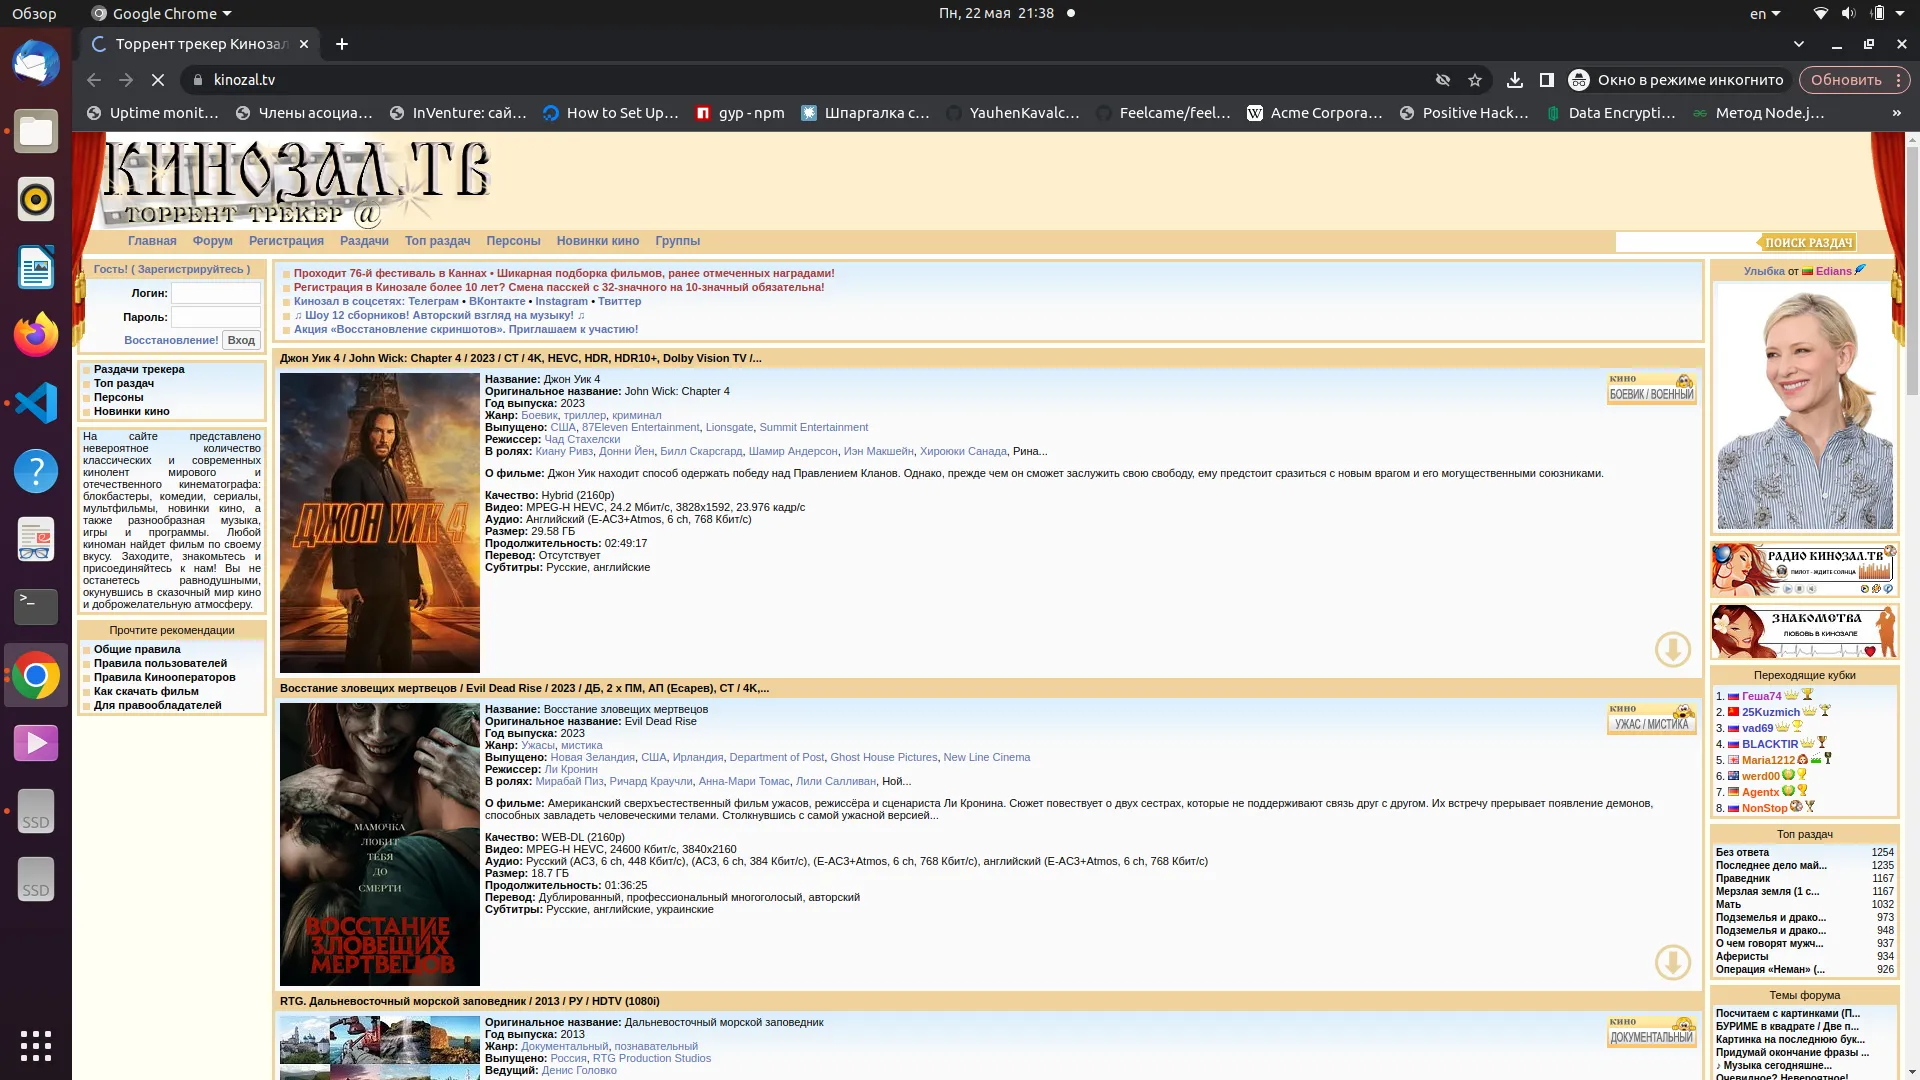 Обзор
Google Chrome
Пн, 22 мая 21:38
en
Торрент трекер Кинозал
kinozal.tv
Окно в режиме инкогнито
Обновить
Uptime monit...
Члены асоциа...
InVenture: сай...
How to Set Up...
gyp - npm
Шпаргалка с...
YauhenKavalc...
Feelcame/feel...
Acme Corpora...
Positive Hack...
Data Encrypti...
Метод Node.j...
»
КИНОЗАЛ.ТВ
ТОРРЕНТ ТРЕКЕР @
Главная Форум Регистрация Раздачи Топ раздач Персоны Новинки кино Группы
ПОИСК РАЗДАЧ
Гость! ( Зарегистрируйтесь )
Логин:
Пароль:
Восстановление! Вход
Раздачи трекера
Топ раздач
Персоны
Новинки кино
На сайте представлено
невероятное количество
классических и современных
кинолент мирового и
отечественного кинематографа:
блокбастеры, комедии, сериалы,
мультфильмы, новинки кино, а
также разнообразная музыка,
игры и программы. Любой
киноман найдет фильм по своему
вкусу. Заходите, знакомьтесь и
присоединяйтесь к нам! Вы не
останетесь равнодушными,
окунувшись в сказочный мир кино
и доброжелательную атмосферу.
Прочтите рекомендации
Общие правила
Правила пользователей
Правила Кинооператоров
Как скачать фильм
Для правообладателей
Проходит 76-й фестиваль в Каннах • Шикарная подборка фильмов, ранее отмеченных наградами!
Регистрация в Кинозале более 10 лет? Смена пасскей с 32-значного на 10-значный обязательна!
Кинозал в соцсетях: Телеграм • ВКонтакте • Instagram • Твиттер
♫ Шоу 12 сборников! Авторский взгляд на музыку! ♫
Акция «Восстановление скриншотов». Приглашаем к участию!
Джон Уик 4 / John Wick: Chapter 4 / 2023 / СТ / 4K, HEVC, HDR, HDR10+, Dolby Vision TV /...
ДЖОН УИК 4
Название: Джон Уик 4
Оригинальное название: John Wick: Chapter 4
Год выпуска: 2023
Жанр: Боевик, триллер, криминал
Выпущено: США, 87Eleven Entertainment, Lionsgate, Summit Entertainment
Режиссер: Чад Стахелски
В ролях: Киану Ривз, Донни Йен, Билл Скарсгард, Шамир Андерсон, Иэн Макшейн, Хироюки Санада, Рина...
О фильме: Джон Уик находит способ одержать победу над Правлением Кланов. Однако, прежде чем он сможет заслужить свою свободу, ему предстоит сразиться с новым врагом и его могущественными союзниками.
Качество: Hybrid (2160p)
Видео: MPEG-H HEVC, 24.2 Мбит/с, 3828x1592, 23.976 кадр/с
Аудио: Английский (E-AC3+Atmos, 6 ch, 768 Кбит/с)
Размер: 29.58 ГБ
Продолжительность: 02:49:17
Перевод: Отсутствует
Субтитры: Русские, английские
КИНО
БОЕВИК / ВОЕННЫЙ
Восстание зловещих мертвецов / Evil Dead Rise / 2023 / ДБ, 2 x ПМ, АП (Есарев), СТ / 4K,...
МАМОЧКА
ЛЮБИТ
ТЕБЯ
ДО
СМЕРТИ
ВОССТАНИЕ
ЗЛОВЕЩИХ
МЕРТВЕЦОВ
Название: Восстание зловещих мертвецов
Оригинальное название: Evil Dead Rise
Год выпуска: 2023
Жанр: Ужасы, мистика
Выпущено: Новая Зеландия, США, Ирландия, Department of Post, Ghost House Pictures, New Line Cinema
Режиссер: Ли Кронин
В ролях: Мирабай Пиз, Ричард Краучли, Анна-Мари Томас, Лили Салливан, Ной...
О фильме: Американский сверхъестественный фильм ужасов, режиссёра и сценариста Ли Кронина. Сюжет повествует о двух сестрах, которые не поддерживают связь друг с другом. Их встречу прерывает появление демонов,
способных завладеть человеческими телами. Столкнувшись с самой ужасной версией...
Качество: WEB-DL (2160p)
Видео: MPEG-H HEVC, 24600 Кбит/с, 3840x2160
Аудио: Русский (AC3, 6 ch, 448 Кбит/с), (AC3, 6 ch, 384 Кбит/с), (E-AC3+Atmos, 6 ch, 768 Кбит/с), английский (E-AC3+Atmos, 6 ch, 768 Кбит/с)
Размер: 18.7 ГБ
Продолжительность: 01:36:25
Перевод: Дублированный, профессиональный многоголосый, авторский
Субтитры: Русские, английские, украинские
КИНО
УЖАС / МИСТИКА
RTG. Дальневосточный морской заповедник / 2013 / РУ / HDTV (1080i)
Оригинальное название: Дальневосточный морской заповедник
Год выпуска: 2013
Жанр: Документальный, познавательный
Выпущено: Россия, RTG Production Studios
Ведущий: Денис Головко
КИНО
ДОКУМЕНТАЛЬНЫЙ
Улыбка от Edians
РАДИО КИНОЗАЛ.ТВ
ПИЛОТ - ЖДИТЕ СОЛНЦА
ЗНАКОМСТВА
ЛЮБОВЬ В КИНОЗАЛЕ
Переходящие кубки
1. Геша74
2. 25Kuzmich
3. vad69
4. BLACKTIR
5. Maria1212
6. werd00
7. Agentx
8. NonStop
Топ раздач
Без ответа 1254
Последнее дело май... 1235
Праведник 1167
Мерзлая земля (1 с... 1167
Мать 1032
Подземелья и драко... 973
Подземелья и драко... 948
О чем говорят мужч... 937
Аферисты 934
Операция «Неман» (... 926
Темы форума
Посчитаем с картинками (П...
БУРИМЕ в квадрате / Две п...
Картинка на последнюю бук...
Придумай окончание фразы ...
♪ Музыка сегодняшне...
Очевидное? Невероятное!
SSD
SSD